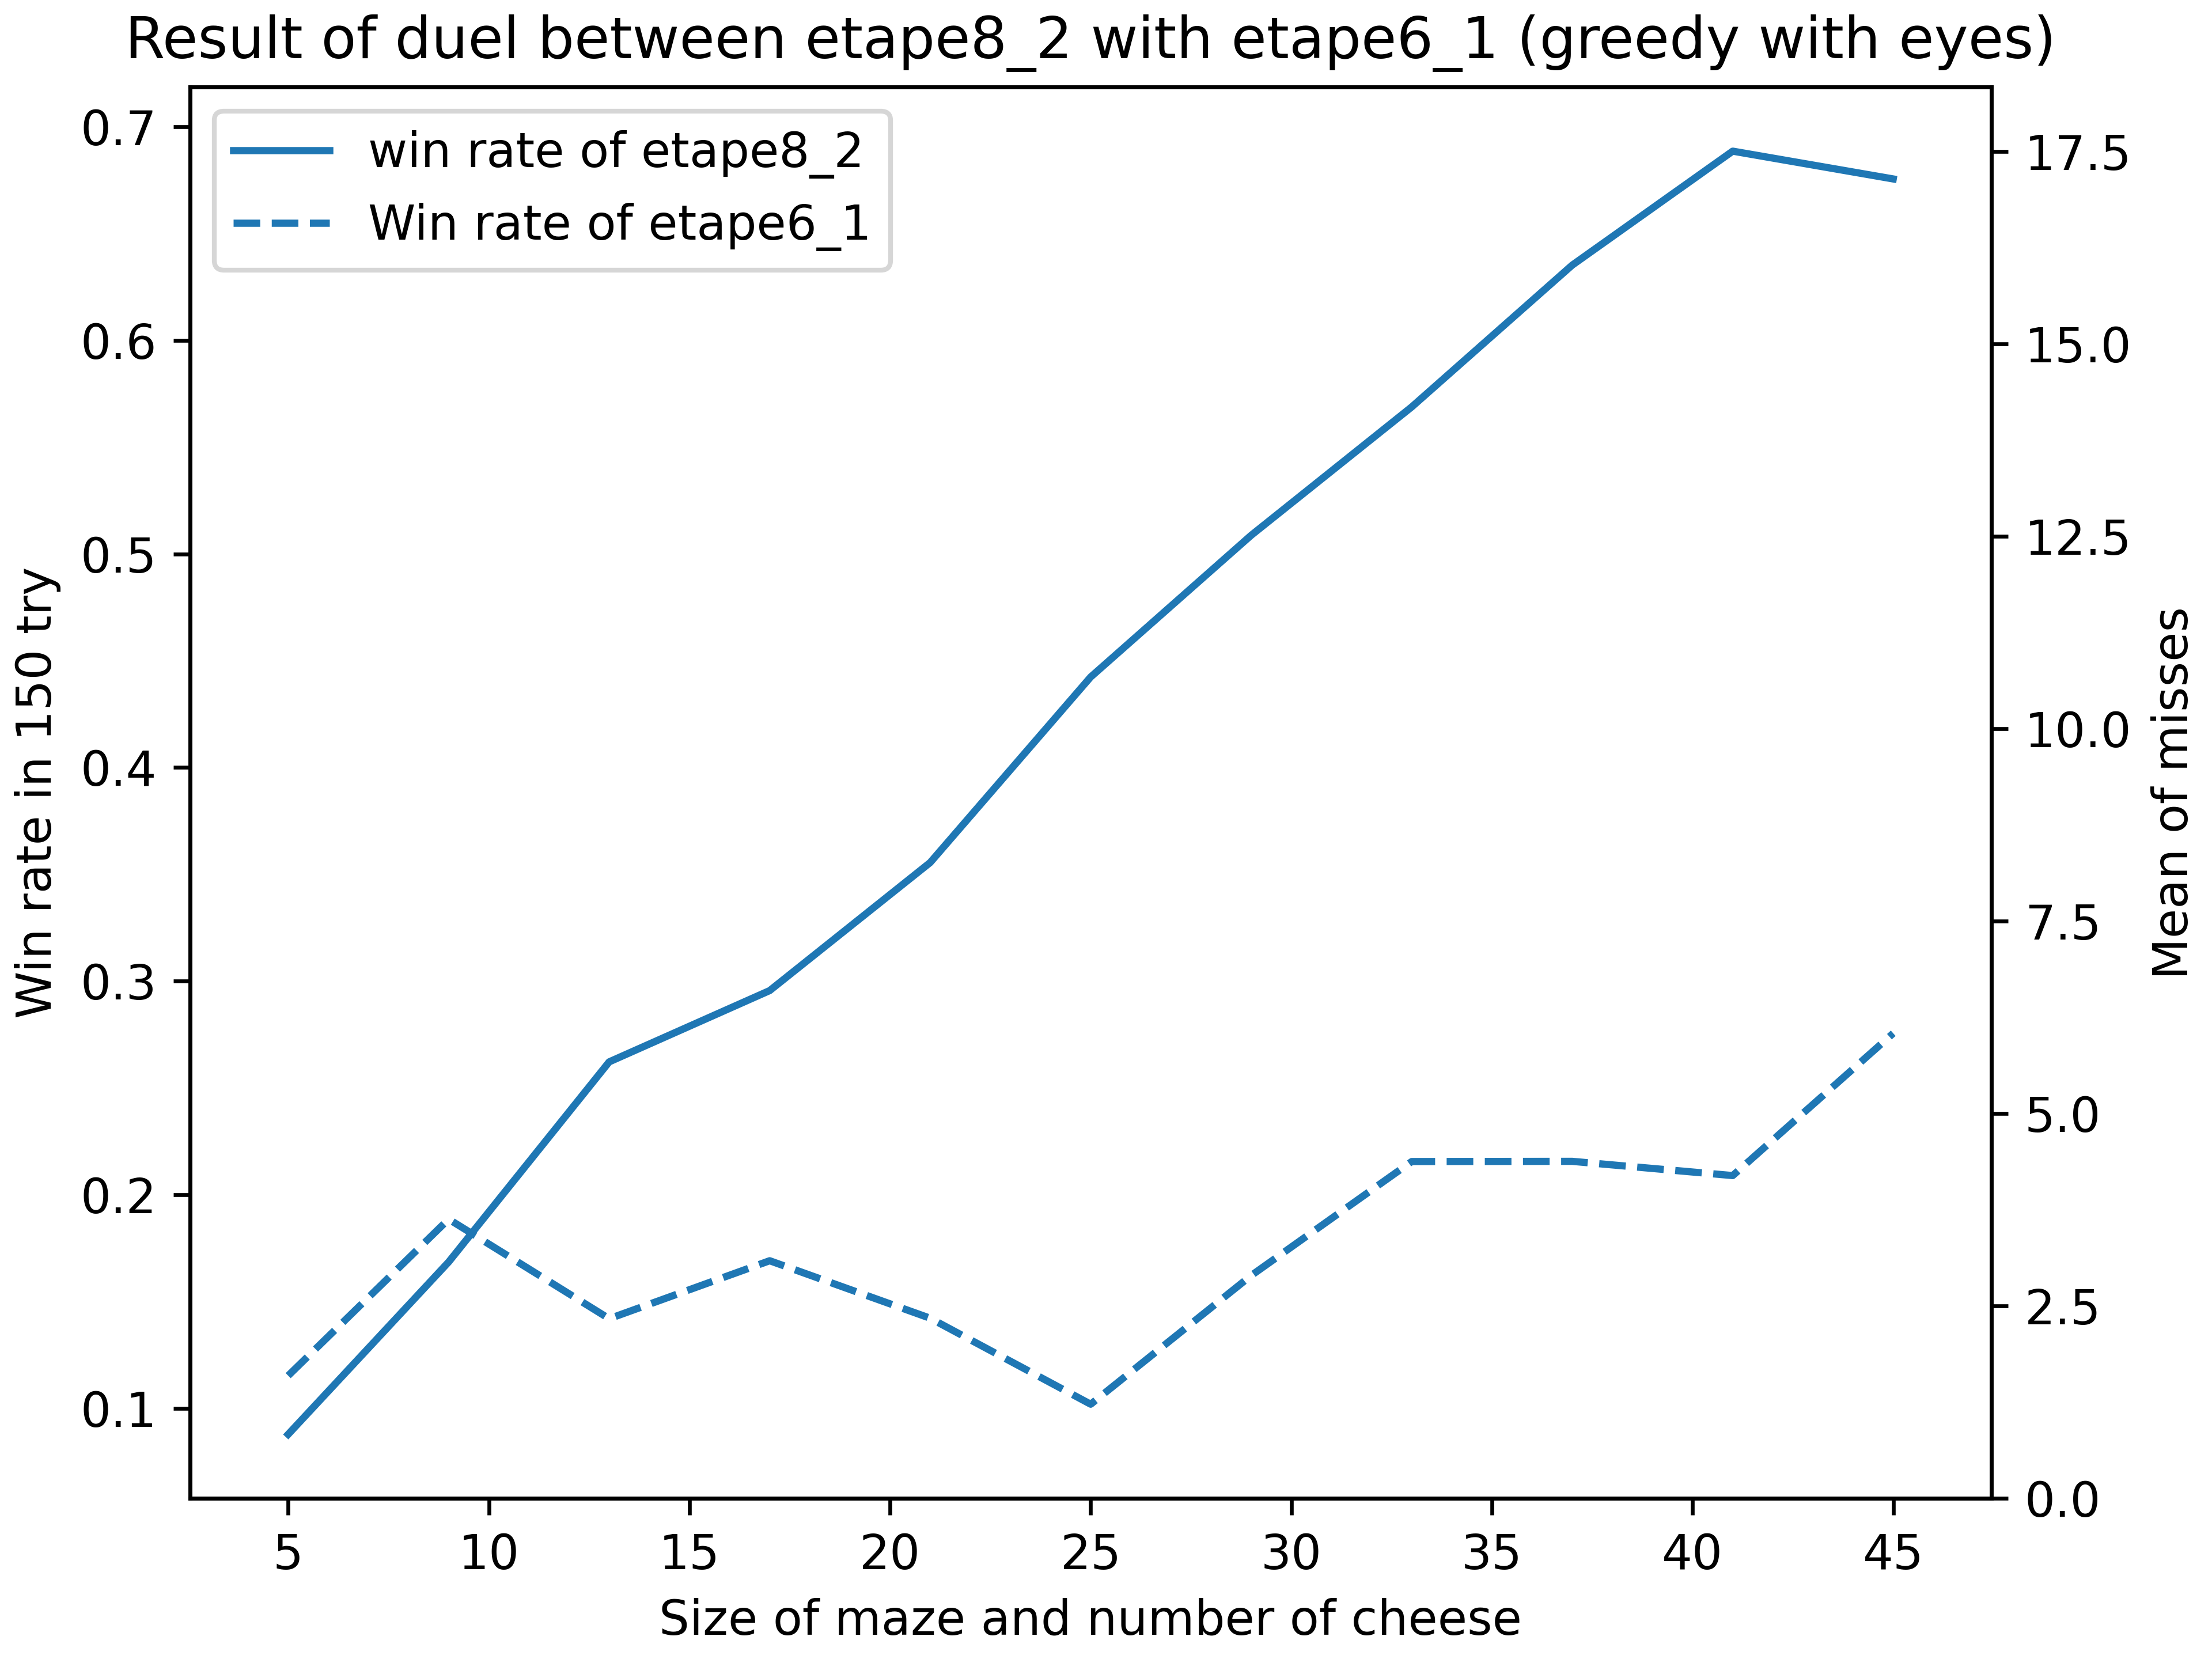 Result of duel between etape8_2 with etape6_1 (greedy with eyes)
win rate of etape8_2
Win rate of etape6_1
0.7
0.6
0.5
0.4
0.3
0.2
0.1
Win rate in 150 try
17.5
15.0
12.5
10.0
7.5
5.0
2.5
0.0
Mean of misses
5 10 15 20 25 30 35 40 45
Size of maze and number of cheese